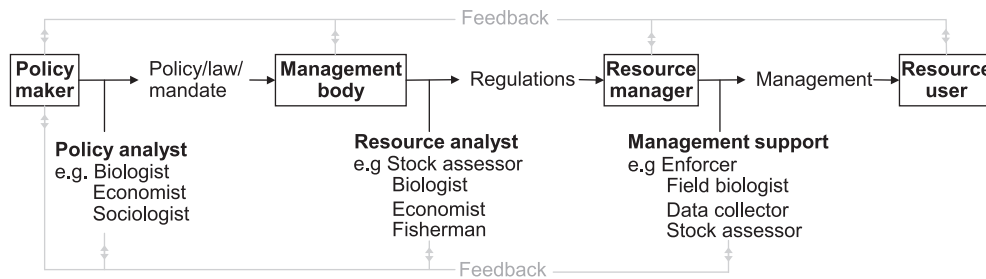 Feedback
Policy maker
Policy/law/ mandate
Management body
Regulations
Resource manager
Management
Resource user
Policy analyst
e.g. Biologist
Economist
Sociologist
Resource analyst
e.g Stock assessor
Biologist
Economist
Fisherman
Management support
e.g Enforcer
Field biologist
Data collector
Stock assessor
Feedback